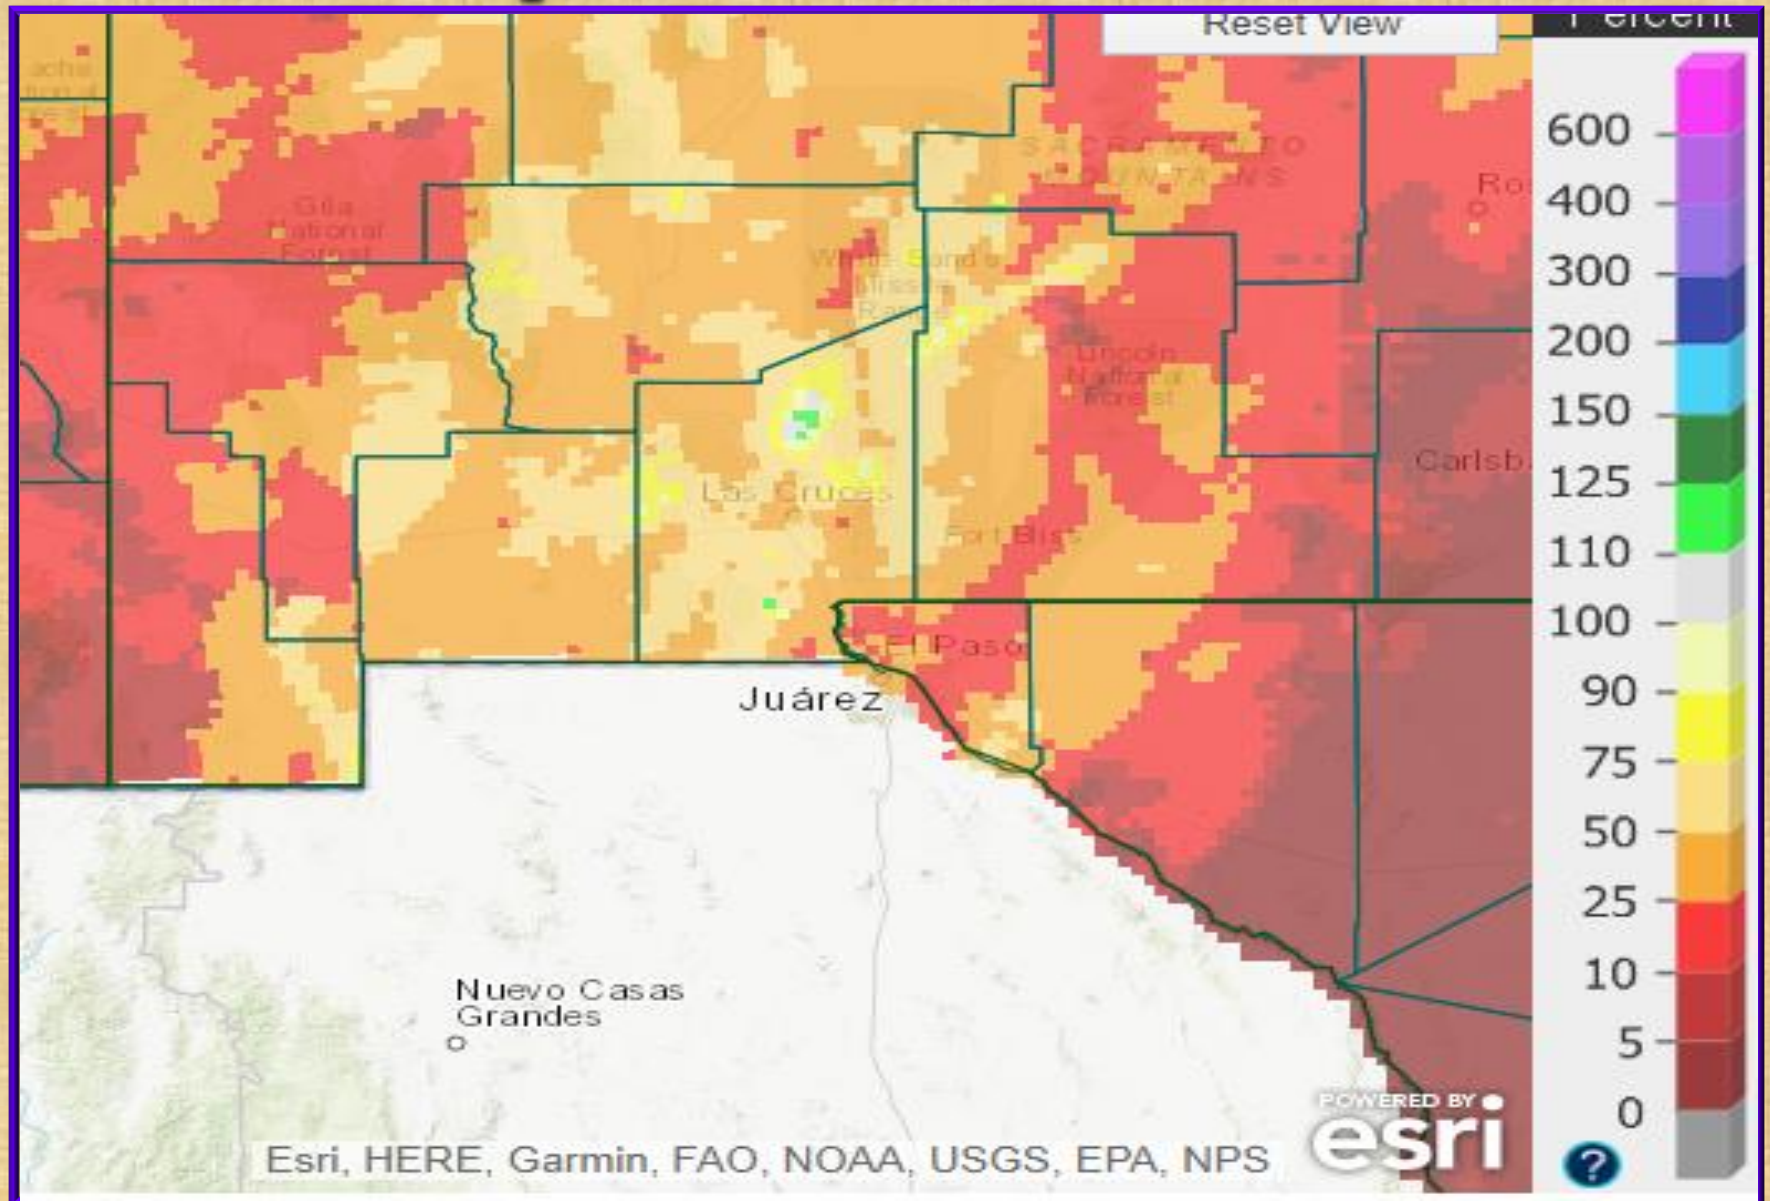 Reset View
Percent
Gila
National
Forest
SACRAMENTO
MOUNTAINS
White Sands
Missile
Lincoln
National
Forest
Las Cruces
Fort Bliss
El Paso
Juárez
Nuevo Casas
Grandes
600
400
300
200
150
125
110
100
90
75
50
25
10
5
0
POWERED BY
esri
Esri, HERE, Garmin, FAO, NOAA, USGS, EPA, NPS
?